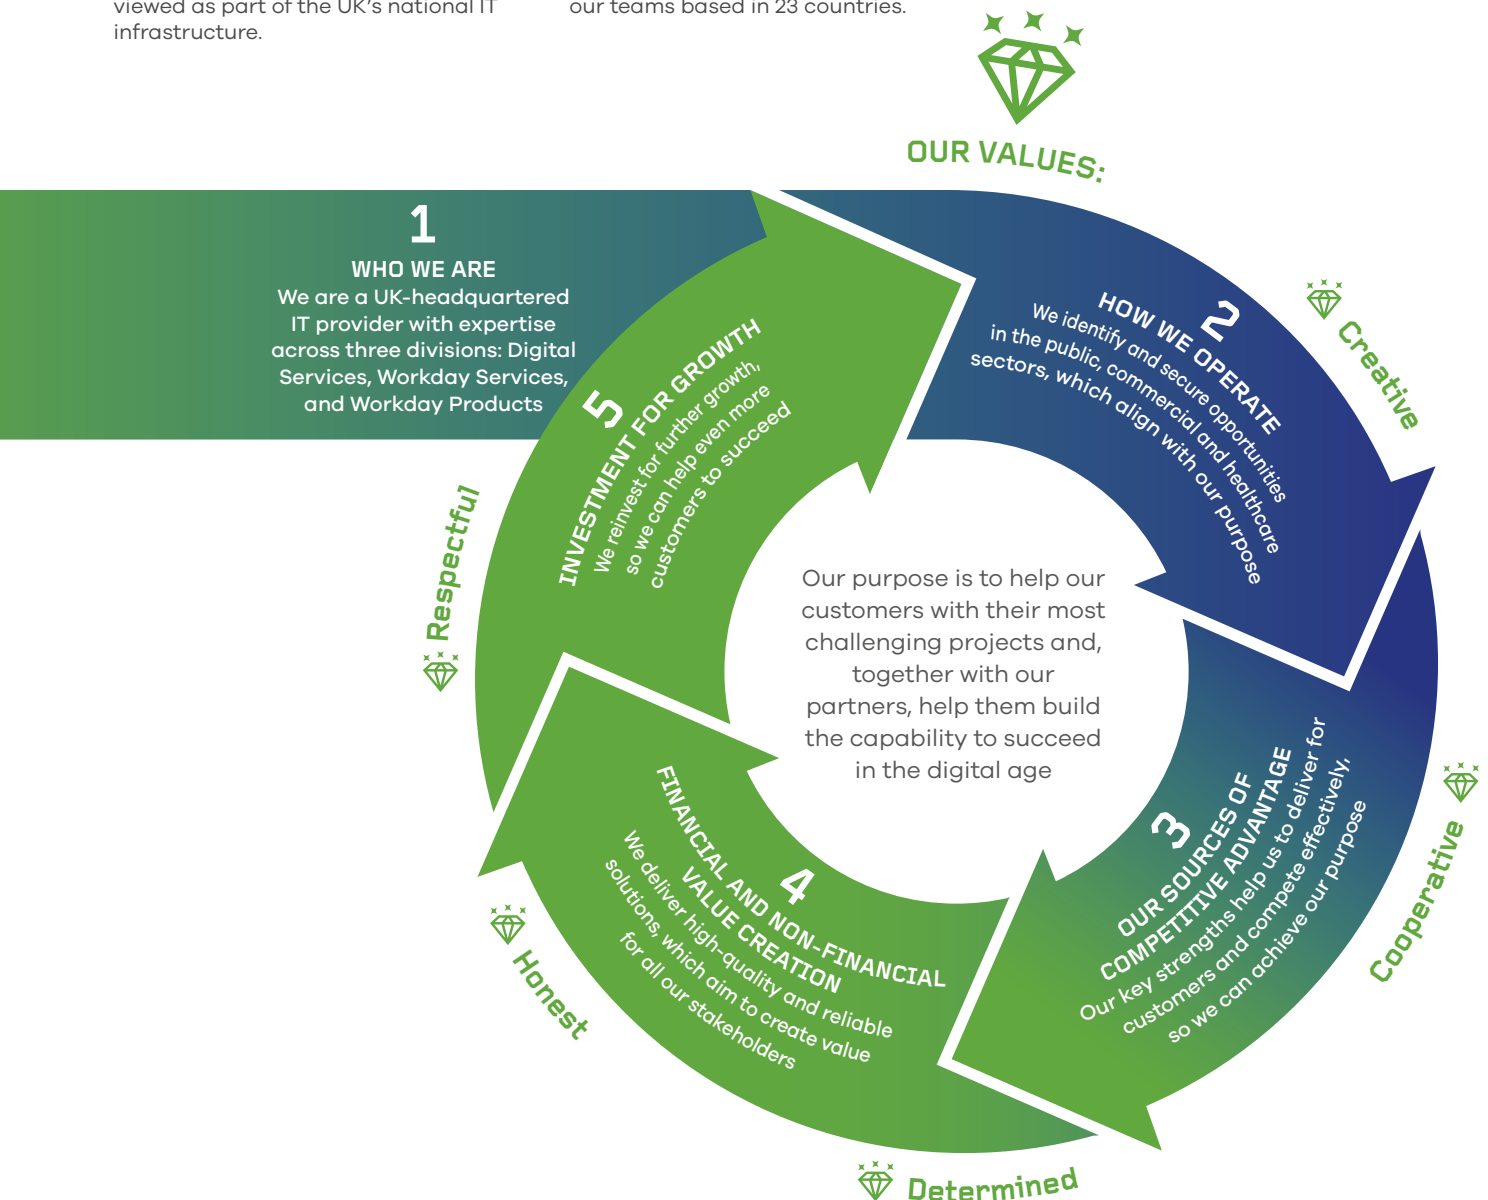 viewed as part of the UK's national IT
infrastructure.
our teams based in 23 countries.
OUR VALUES:
1
WHO WE ARE
We are a UK-headquartered
IT provider with expertise
across three divisions: Digital
Services, Workday Services,
and Workday Products
2
HOW WE OPERATE
We identify and secure opportunities
in the public, commercial and healthcare
sectors, which align with our purpose
Creative
3
OUR SOURCES OF
COMPETITIVE ADVANTAGE
Our key strengths help us to deliver for
customers and compete effectively,
so we can achieve our purpose
Cooperative
4
FINANCIAL AND NON-FINANCIAL
VALUE CREATION
We deliver high-quality and reliable
solutions, which aim to create value
for all our stakeholders
Determined
Honest
5
INVESTMENT FOR GROWTH
We reinvest for further growth,
so we can help even more
customers to succeed
Respectful
Our purpose is to help our
customers with their most
challenging projects and,
together with our
partners, help them build
the capability to succeed
in the digital age